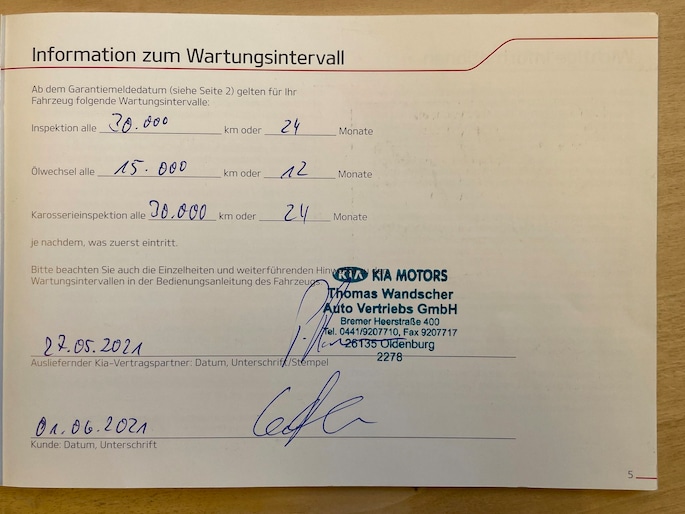 Information zum Wartungsintervall
Ab dem Garantiemeldedatum (siehe Seite 2) gelten für Ihr
Fahrzeug folgende Wartungsintervalle:
Inspektion alle 30.000 km oder 24 Monate
Ölwechsel alle 15.000 km oder 12 Monate
Karosserieinspektion alle 30.000 km oder 24 Monate
je nachdem, was zuerst eintritt.
Bitte beachten Sie auch die Einzelheiten und weiterführenden
Wartungsintervallen in der Bedienungsanleitung des Fahrzeugs.
KIA KIA MOTORS
Thomas Wandscher
Auto Vertriebs GmbH
Bremer Heerstraße 400
Tel. 0441/9207710, Fax 9207717
26135 Oldenburg
2278
27.05.2021
Ausliefernder Kia-Vertragspartner: Datum, Unterschrift/Stempel
01.06.2021
Kunde: Datum, Unterschrift
5